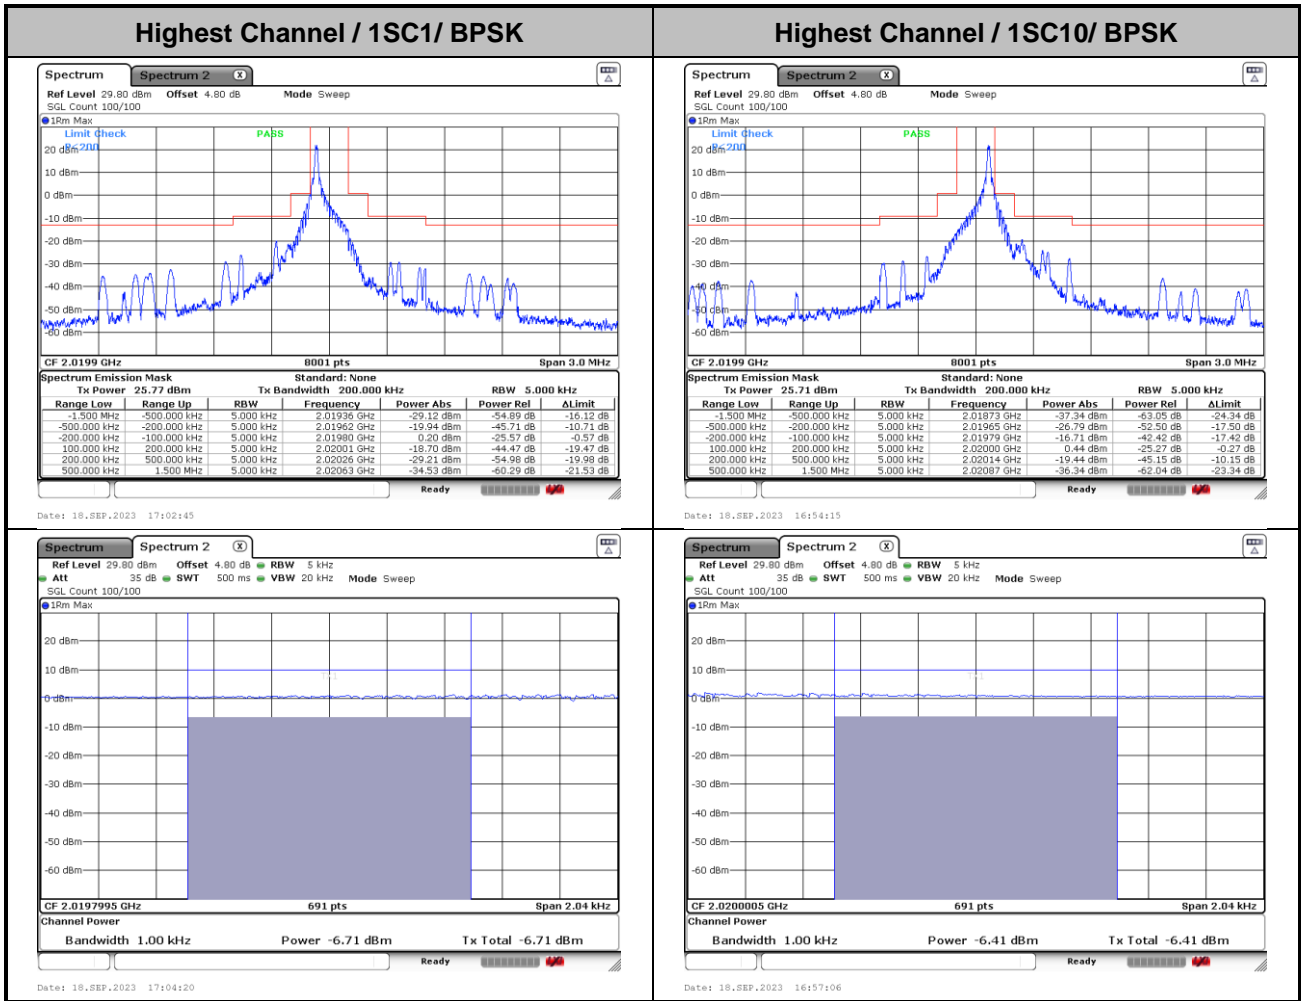 Highest Channel / 1SC1/ BPSK
Spectrum Spectrum 2 X
Ref Level 29.80 dBm Offset 4.80 dB Mode Sweep
SGL Count 100/100
1Rm Max
Limit Check PASS
20 dBm
10 dBm
0 dBm
-10 dBm
-20 dBm
-30 dBm
-40 dBm
-50 dBm
-60 dBm
CF 2.0199 GHz 8001 pts Span 3.0 MHz
Spectrum Emission Mask Standard: None
Tx Power 25.77 dBm Tx Bandwidth 200.000 kHz RBW 5.000 kHz
Range Low Range Up RBW Frequency Power Abs Power Rel ΔLimit
-1.500 MHz -500.000 kHz 5.000 kHz 2.01936 GHz -29.12 dBm -54.89 dB -16.12 dB
-500.000 kHz -200.000 kHz 5.000 kHz 2.01962 GHz -19.94 dBm -45.71 dB -10.71 dB
-200.000 kHz -100.000 kHz 5.000 kHz 2.01980 GHz 0.20 dBm -25.57 dB -0.57 dB
100.000 kHz 200.000 kHz 5.000 kHz 2.02001 GHz -18.70 dBm -44.47 dB -19.47 dB
200.000 kHz 500.000 kHz 5.000 kHz 2.02026 GHz -29.21 dBm -54.98 dB -19.98 dB
500.000 kHz 1.500 MHz 5.000 kHz 2.02063 GHz -34.53 dBm -60.29 dB -21.53 dB
Ready
Date: 18.SEP.2023 17:02:45
Highest Channel / 1SC10/ BPSK
Spectrum Spectrum 2 X
Ref Level 29.80 dBm Offset 4.80 dB Mode Sweep
SGL Count 100/100
1Rm Max
Limit Check PASS
20 dBm
10 dBm
0 dBm
-10 dBm
-20 dBm
-30 dBm
-40 dBm
-50 dBm
-60 dBm
CF 2.0199 GHz 8001 pts Span 3.0 MHz
Spectrum Emission Mask Standard: None
Tx Power 25.71 dBm Tx Bandwidth 200.000 kHz RBW 5.000 kHz
Range Low Range Up RBW Frequency Power Abs Power Rel ΔLimit
-1.500 MHz -500.000 kHz 5.000 kHz 2.01873 GHz -37.34 dBm -63.05 dB -24.34 dB
-500.000 kHz -200.000 kHz 5.000 kHz 2.01965 GHz -26.79 dBm -52.50 dB -17.50 dB
-200.000 kHz -100.000 kHz 5.000 kHz 2.01979 GHz -16.71 dBm -42.42 dB -17.42 dB
100.000 kHz 200.000 kHz 5.000 kHz 2.02000 GHz 0.44 dBm -25.27 dB -0.27 dB
200.000 kHz 500.000 kHz 5.000 kHz 2.02014 GHz -19.44 dBm -45.15 dB -10.15 dB
500.000 kHz 1.500 MHz 5.000 kHz 2.02087 GHz -36.34 dBm -62.04 dB -23.34 dB
Ready
Date: 18.SEP.2023 16:54:15
Spectrum Spectrum 2 X
Ref Level 29.80 dBm Offset 4.80 dB RBW 5 kHz
Att 35 dB SWT 500 ms VBW 20 kHz Mode Sweep
SGL Count 100/100
1Rm Max
20 dBm
10 dBm
0 dBm
-10 dBm
-20 dBm
-30 dBm
-40 dBm
-50 dBm
-60 dBm
CF 2.0197995 GHz 691 pts Span 2.04 kHz
Channel Power
Bandwidth 1.00 kHz Power -6.71 dBm Tx Total -6.71 dBm
Ready
Date: 18.SEP.2023 17:04:20
Spectrum Spectrum 2 X
Ref Level 29.80 dBm Offset 4.80 dB RBW 5 kHz
Att 35 dB SWT 500 ms VBW 20 kHz Mode Sweep
SGL Count 100/100
1Rm Max
20 dBm
10 dBm
0 dBm
-10 dBm
-20 dBm
-30 dBm
-40 dBm
-50 dBm
-60 dBm
CF 2.0200005 GHz 691 pts Span 2.04 kHz
Channel Power
Bandwidth 1.00 kHz Power -6.41 dBm Tx Total -6.41 dBm
Ready
Date: 18.SEP.2023 16:57:06